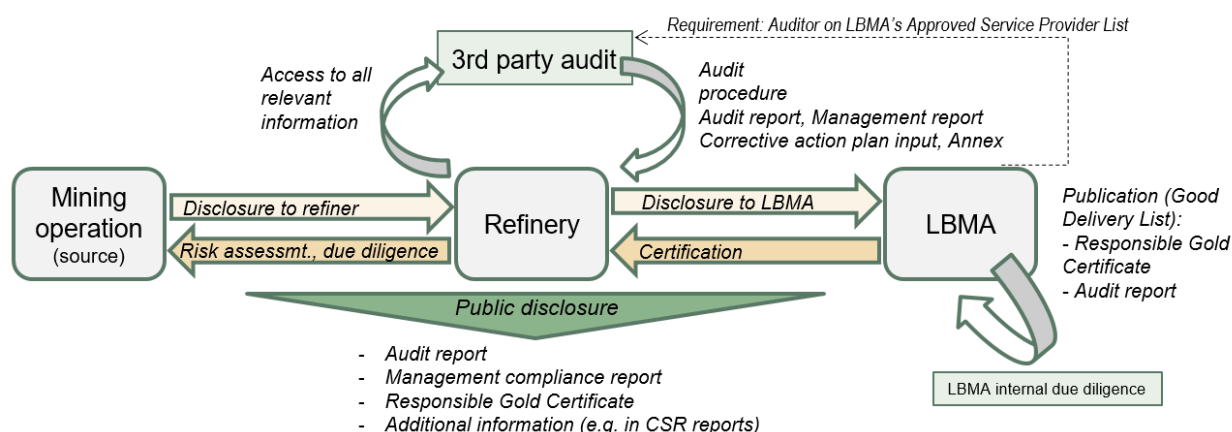 Requirement: Auditor on LBMA's Approved Service Provider List
3rd party audit
Access to all
relevant
information
Audit
procedure
Audit report, Management report
Corrective action plan input, Annex
Mining
operation
(source)
Disclosure to refiner
Risk assessmt., due diligence
Refinery
Disclosure to LBMA
Certification
LBMA
Publication (Good
Delivery List):
- Responsible Gold
Certificate
- Audit report
Public disclosure
- Audit report
- Management compliance report
- Responsible Gold Certificate
- Additional information (e.g. in CSR reports)
LBMA internal due diligence